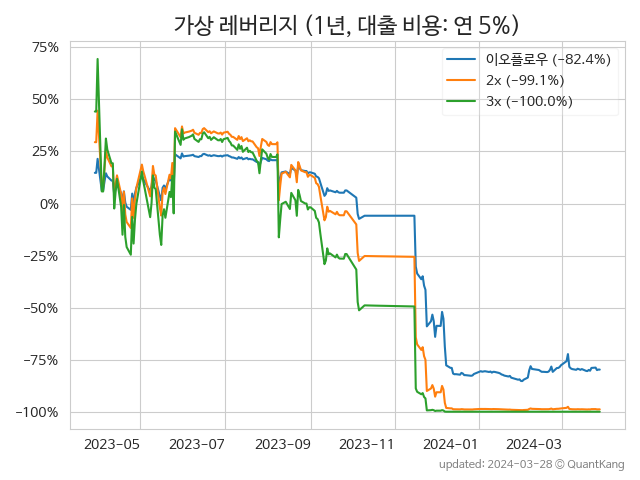 가상 레버리지 (1년, 대출 비용: 연 5%)
75%
50%
25%
0%
−25%
−50%
−75%
−100%
이오플로우 (−82.4%)
2x (−99.1%)
3x (−100.0%)
2023-05
2023-07
2023-09
2023-11
2024-01
2024-03
updated: 2024-03-28 © QuantKang